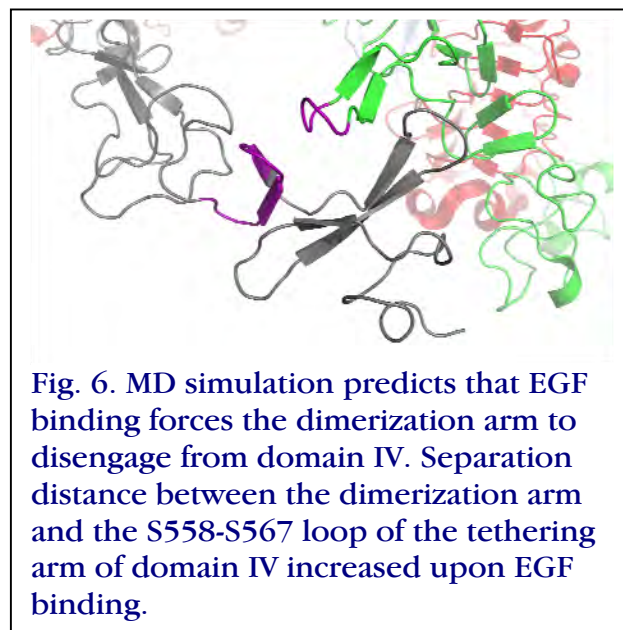 Fig. 6. MD simulation predicts that EGF
binding forces the dimerization arm to
disengage from domain IV. Separation
distance between the dimerization arm
and the S558-S567 loop of the tethering
arm of domain IV increased upon EGF
binding.